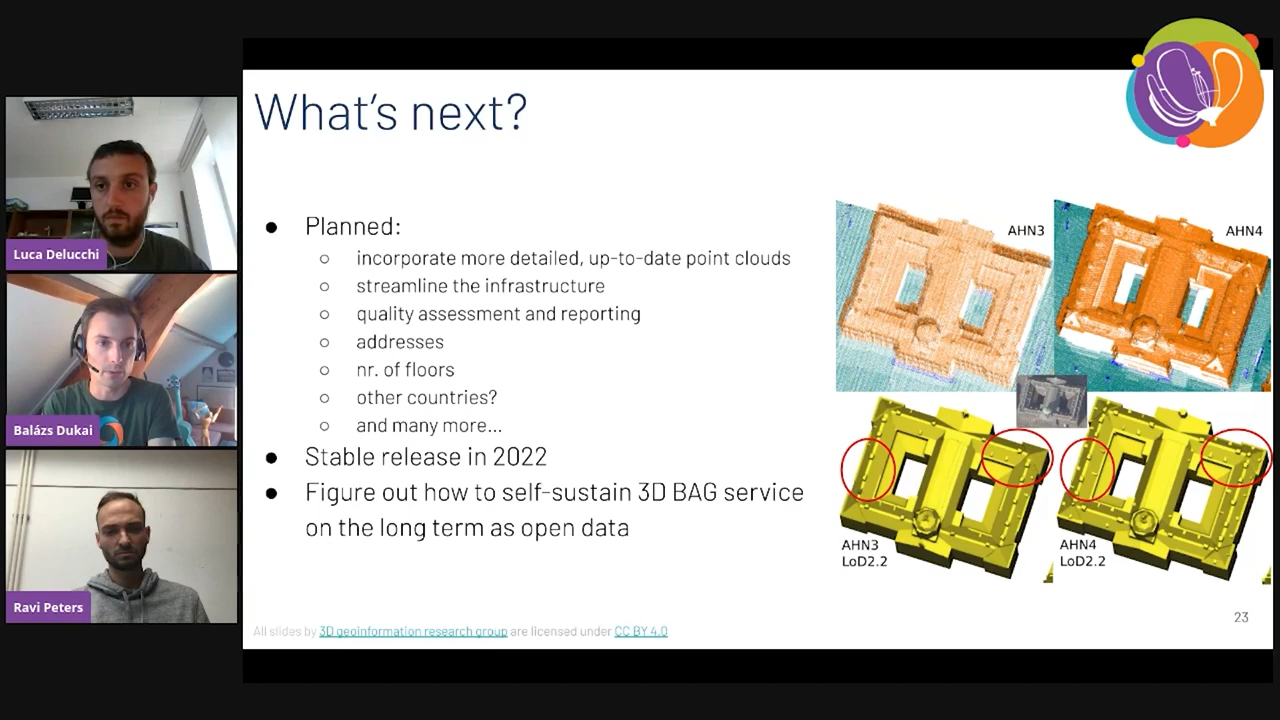 What's next?
Luca Delucchi
Balázs Dukai
Ravi Peters
● Planned:
○ incorporate more detailed, up-to-date point clouds
○ streamline the infrastructure
○ quality assessment and reporting
○ addresses
○ nr. of floors
○ other countries?
○ and many more...
● Stable release in 2022
● Figure out how to self-sustain 3D BAG service
on the long term as open data
AHN3
AHN4
AHN3
LoD2.2
AHN4
LoD2.2
All slides by 3D geoinformation research group are licensed under CC BY 4.0
23